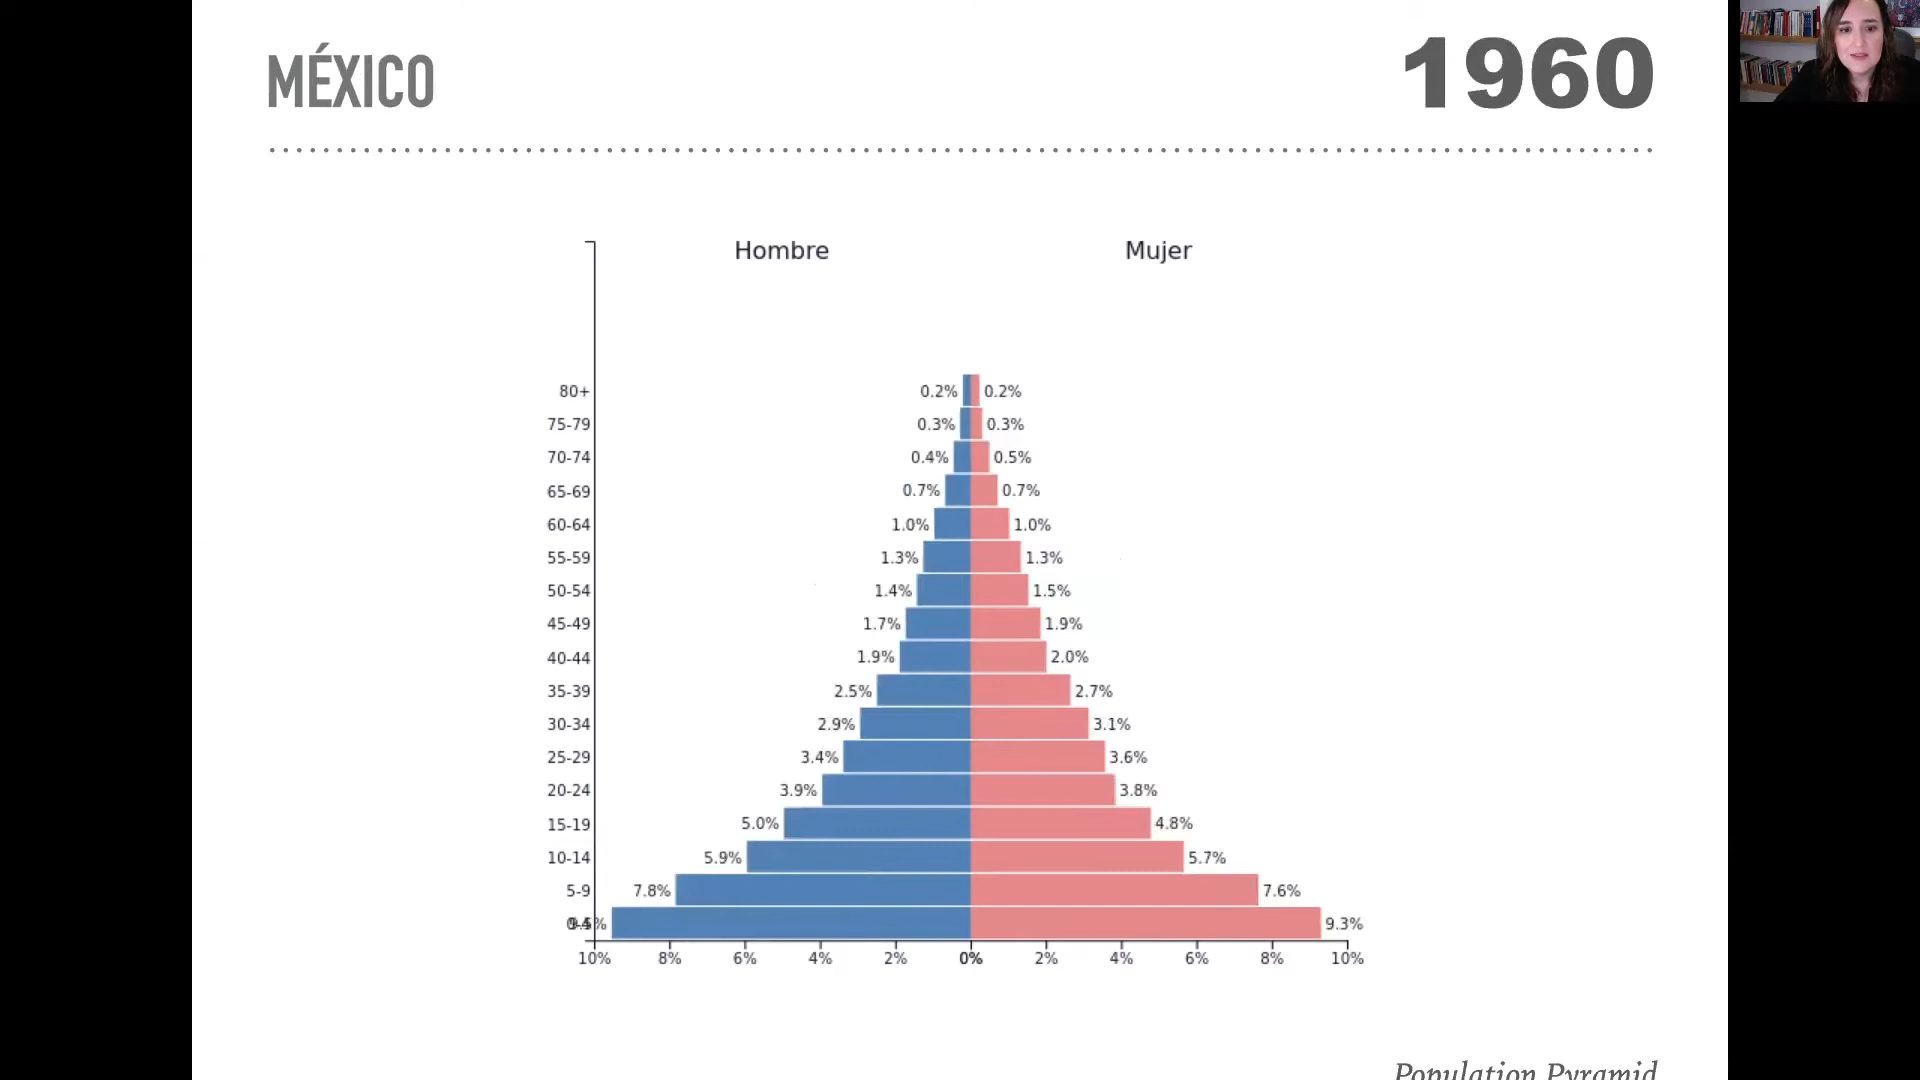 MÉXICO
1960
Hombre
Mujer
80+ 0.2% 0.2%
75-79 0.3% 0.3%
70-74 0.4% 0.5%
65-69 0.7% 0.7%
60-64 1.0% 1.0%
55-59 1.3% 1.3%
50-54 1.4% 1.5%
45-49 1.7% 1.9%
40-44 1.9% 2.0%
35-39 2.5% 2.7%
30-34 2.9% 3.1%
25-29 3.4% 3.6%
20-24 3.9% 3.8%
15-19 5.0% 4.8%
10-14 5.9% 5.7%
5-9 7.8% 7.6%
9.3%
10% 8% 6% 4% 2% 0% 2% 4% 6% 8% 10%
Population Pyramid